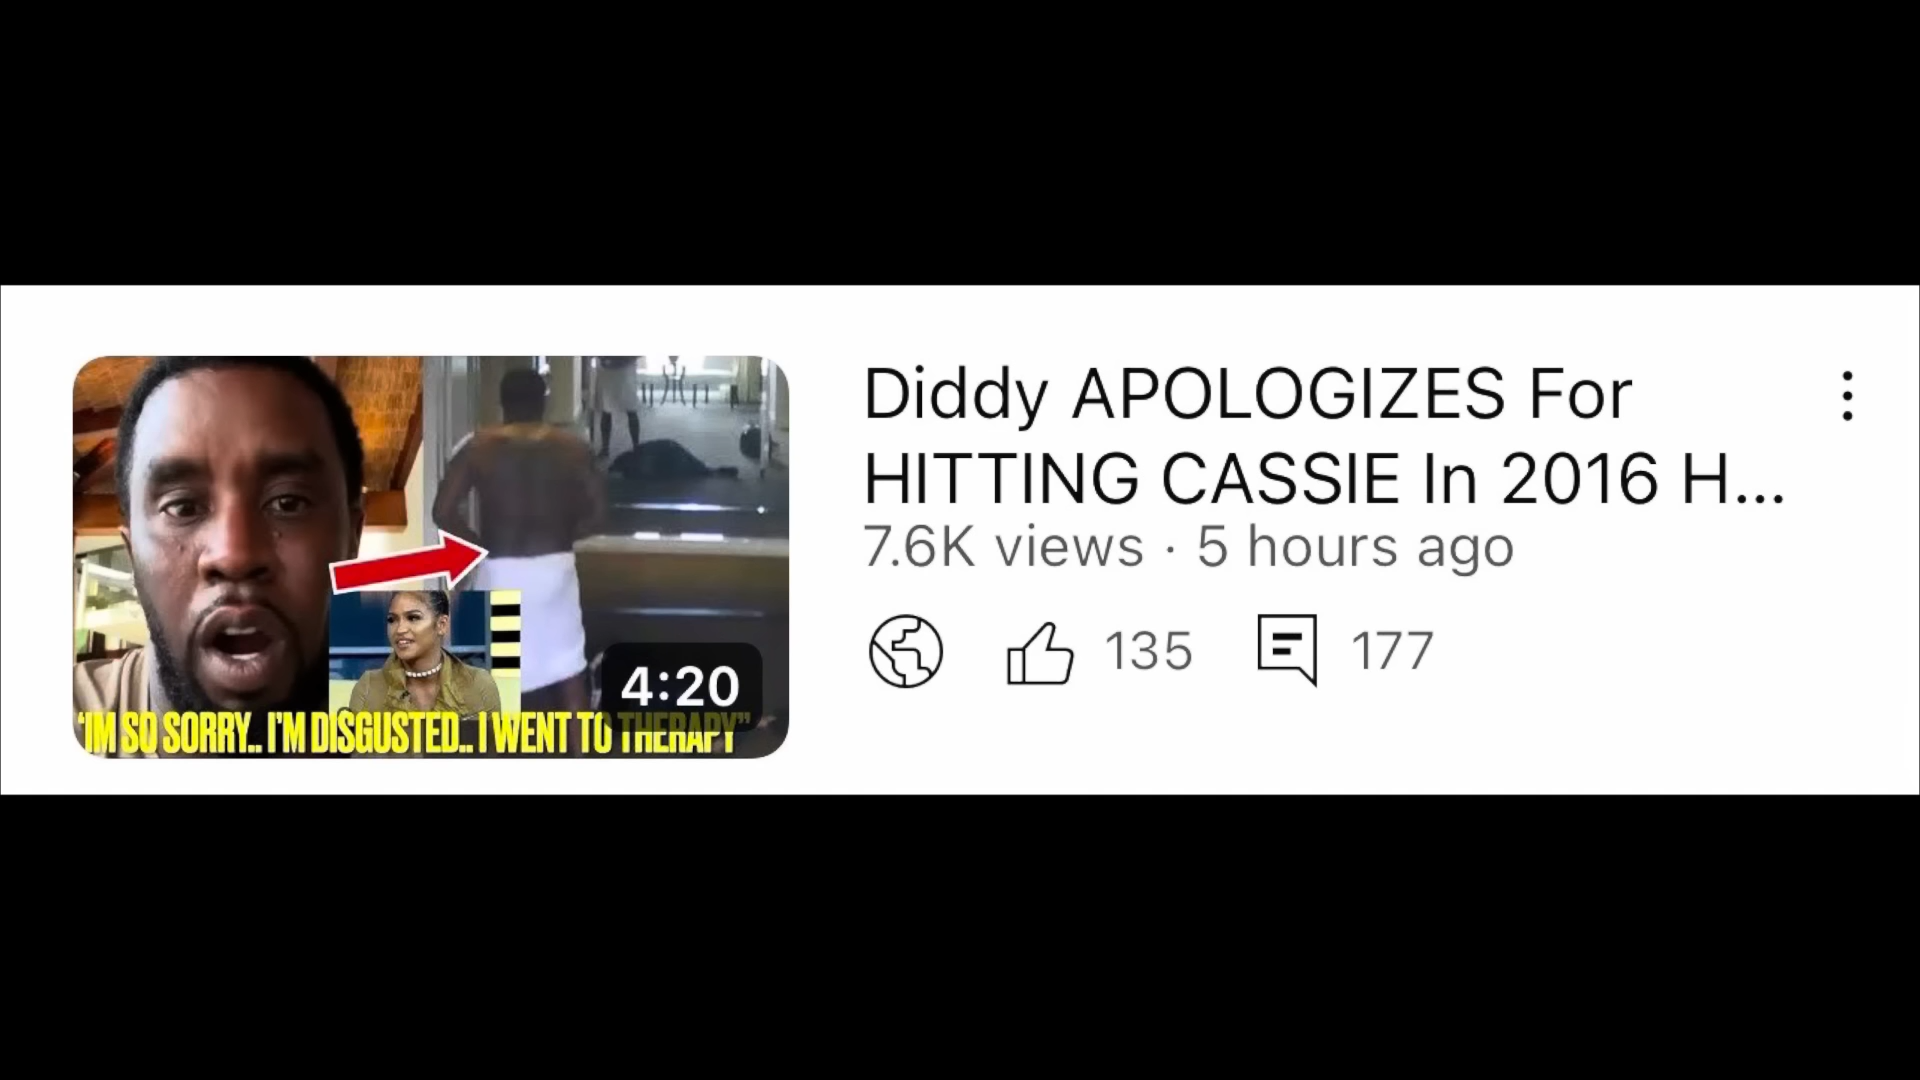 Diddy APOLOGIZES For
HITTING CASSIE In 2016 H...
7.6K views · 5 hours ago
135 177
4:20
‘IM SO SORRY.. I'M DISGUSTED.. I WENT TO THERAPY”